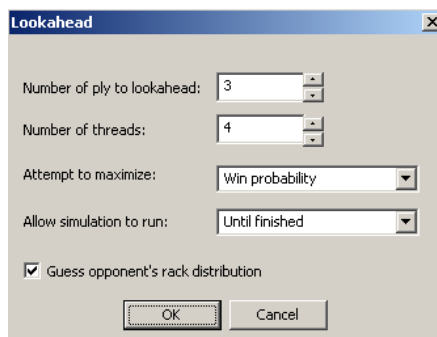 Lookahead
Number of ply to lookahead: 3
Number of threads: 4
Attempt to maximize: Win probability
Allow simulation to run: Until finished
Guess opponent's rack distribution
OK Cancel